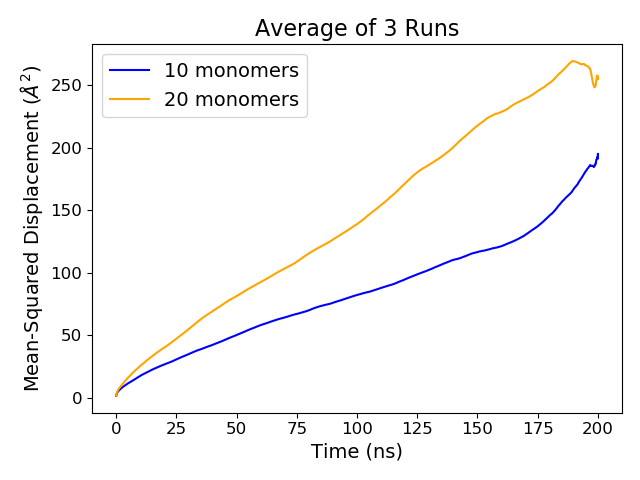 Average of 3 Runs
10 monomers
20 monomers
Mean-Squared Displacement (Å²)
250
200
150
100
50
0
0 25 50 75 100 125 150 175 200
Time (ns)